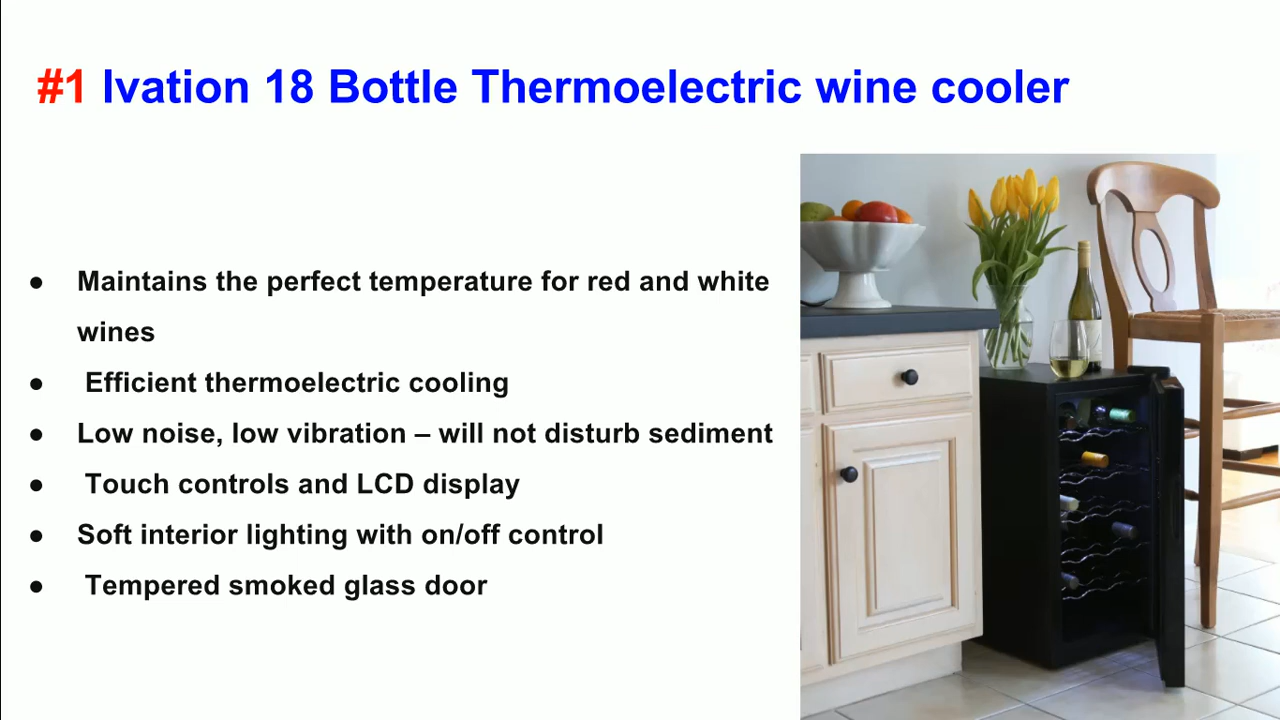 #1 Ivation 18 Bottle Thermoelectric wine cooler
● Maintains the perfect temperature for red and white
wines
● Efficient thermoelectric cooling
● Low noise, low vibration – will not disturb sediment
● Touch controls and LCD display
● Soft interior lighting with on/off control
● Tempered smoked glass door